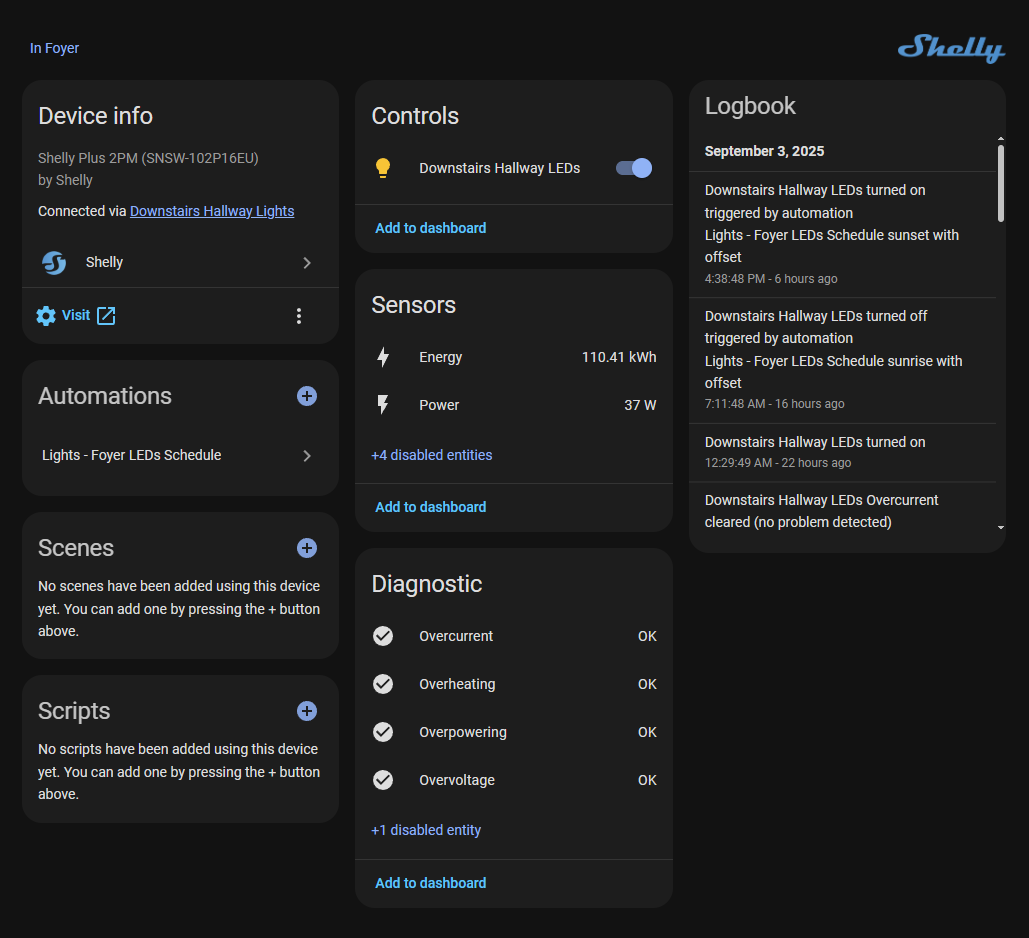 In Foyer
Shelly
Device info
Shelly Plus 2PM (SNSW-102P16EU)
by Shelly
Connected via Downstairs Hallway Lights
Shelly
Visit
Automations
Lights - Foyer LEDs Schedule
Scenes
No scenes have been added using this device
yet. You can add one by pressing the + button
above.
Scripts
No scripts have been added using this device
yet. You can add one by pressing the + button
above.
Controls
Downstairs Hallway LEDs
Add to dashboard
Sensors
Energy 110.41 kWh
Power 37 W
+4 disabled entities
Add to dashboard
Diagnostic
Overcurrent OK
Overheating OK
Overpowering OK
Overvoltage OK
+1 disabled entity
Add to dashboard
Logbook
September 3, 2025
Downstairs Hallway LEDs turned on
triggered by automation
Lights - Foyer LEDs Schedule sunset with
offset
4:38:48 PM - 6 hours ago
Downstairs Hallway LEDs turned off
triggered by automation
Lights - Foyer LEDs Schedule sunrise with
offset
7:11:48 AM - 16 hours ago
Downstairs Hallway LEDs turned on
12:29:49 AM - 22 hours ago
Downstairs Hallway LEDs Overcurrent
cleared (no problem detected)